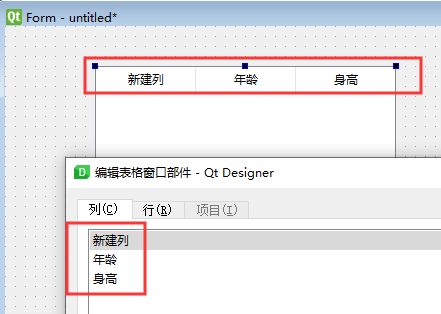 Qt Form - untitled*
新建列 年龄 身高
D 编辑表格窗口部件 - Qt Designer
列(C) 行(R) 项目(I)
新建列
年龄
身高